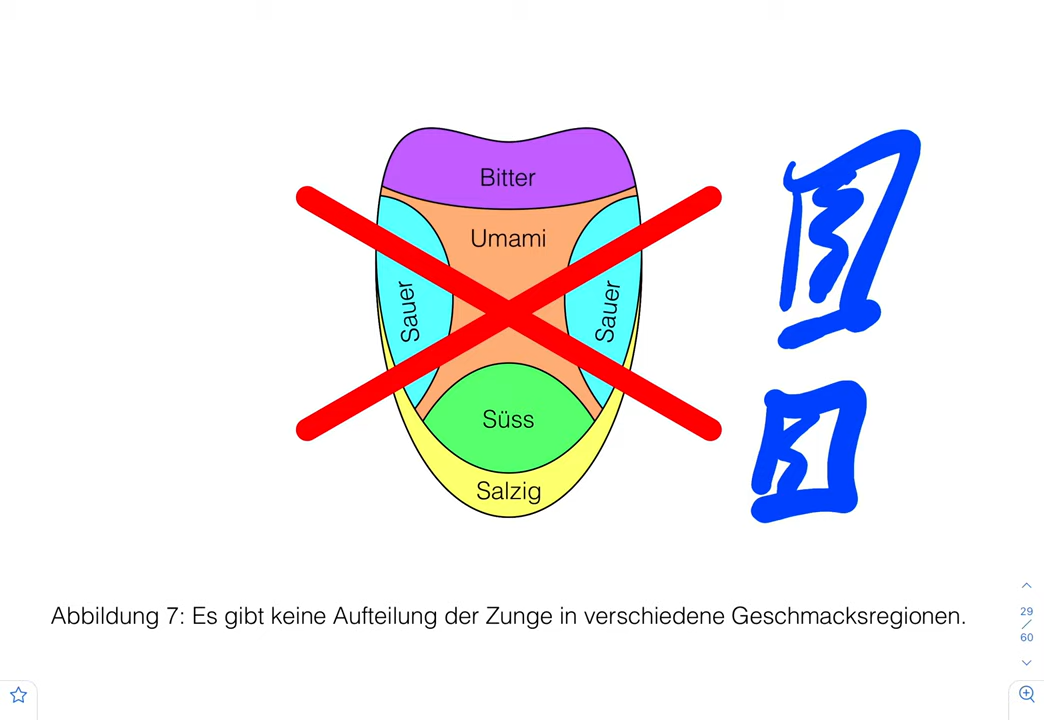 Bitter
Umami
Sauer
Sauer
Süss
Salzig
Abbildung 7: Es gibt keine Aufteilung der Zunge in verschiedene Geschmacksregionen.
29
/
60